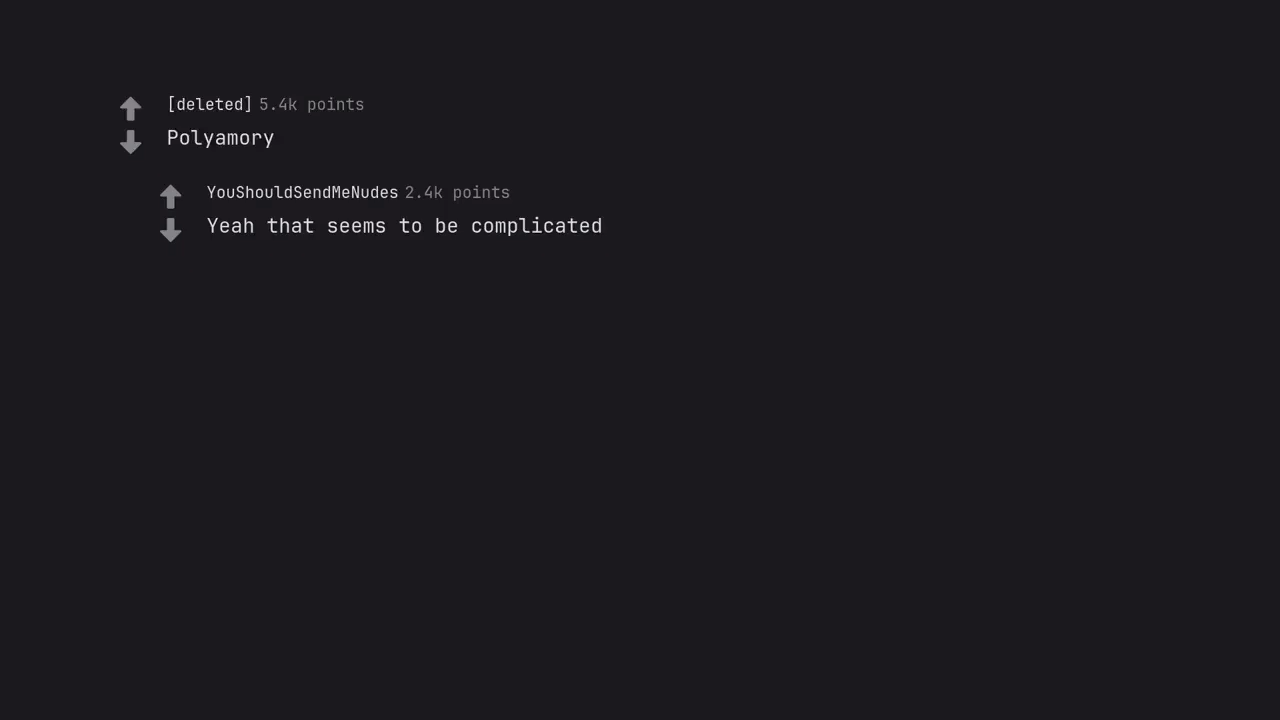 [deleted] 5.4k points
Polyamory
YouShouldSendMeNudes 2.4k points
Yeah that seems to be complicated